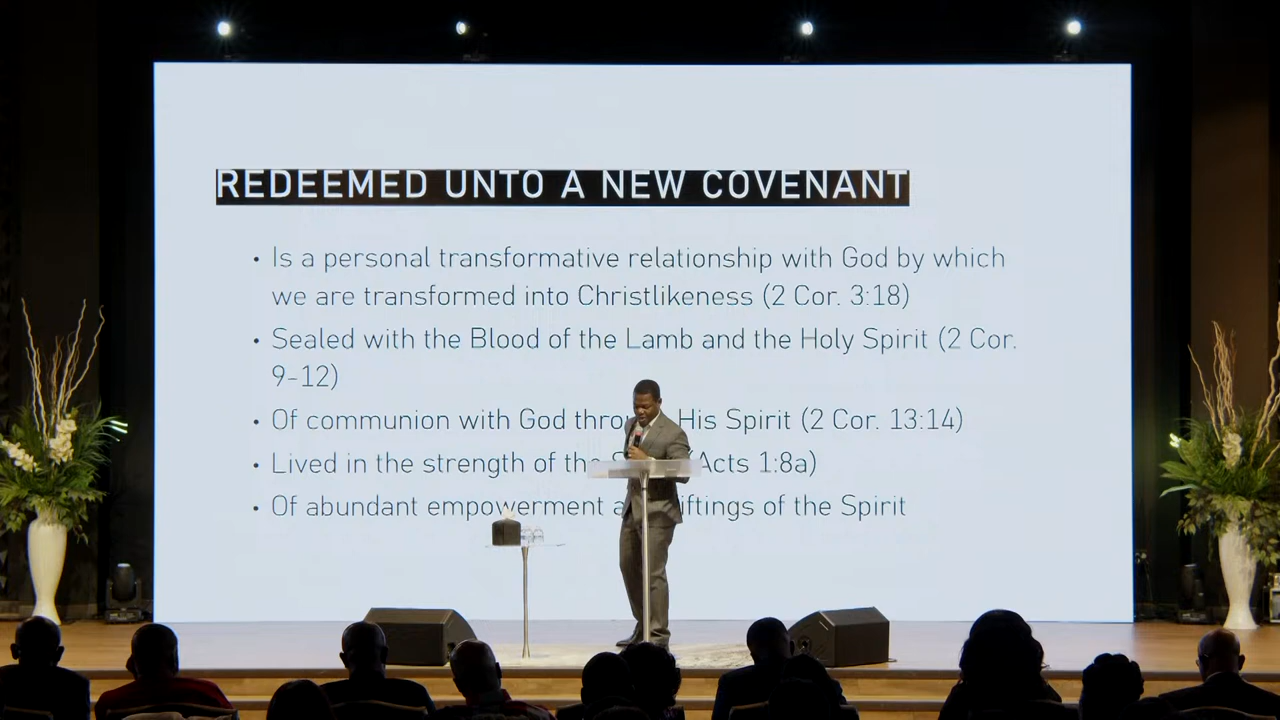 REDEEMED UNTO A NEW COVENANT
• Is a personal transformative relationship with God by which
we are transformed into Christlikeness (2 Cor. 3:18)
• Sealed with the Blood of the Lamb and the Holy Spirit (2 Cor.
9-12)
• Of communion with God His Spirit (2 Cor. 13:14)
• Lived in the strength of (Acts 1:8a)
• Of abundant empowerment of the Spirit